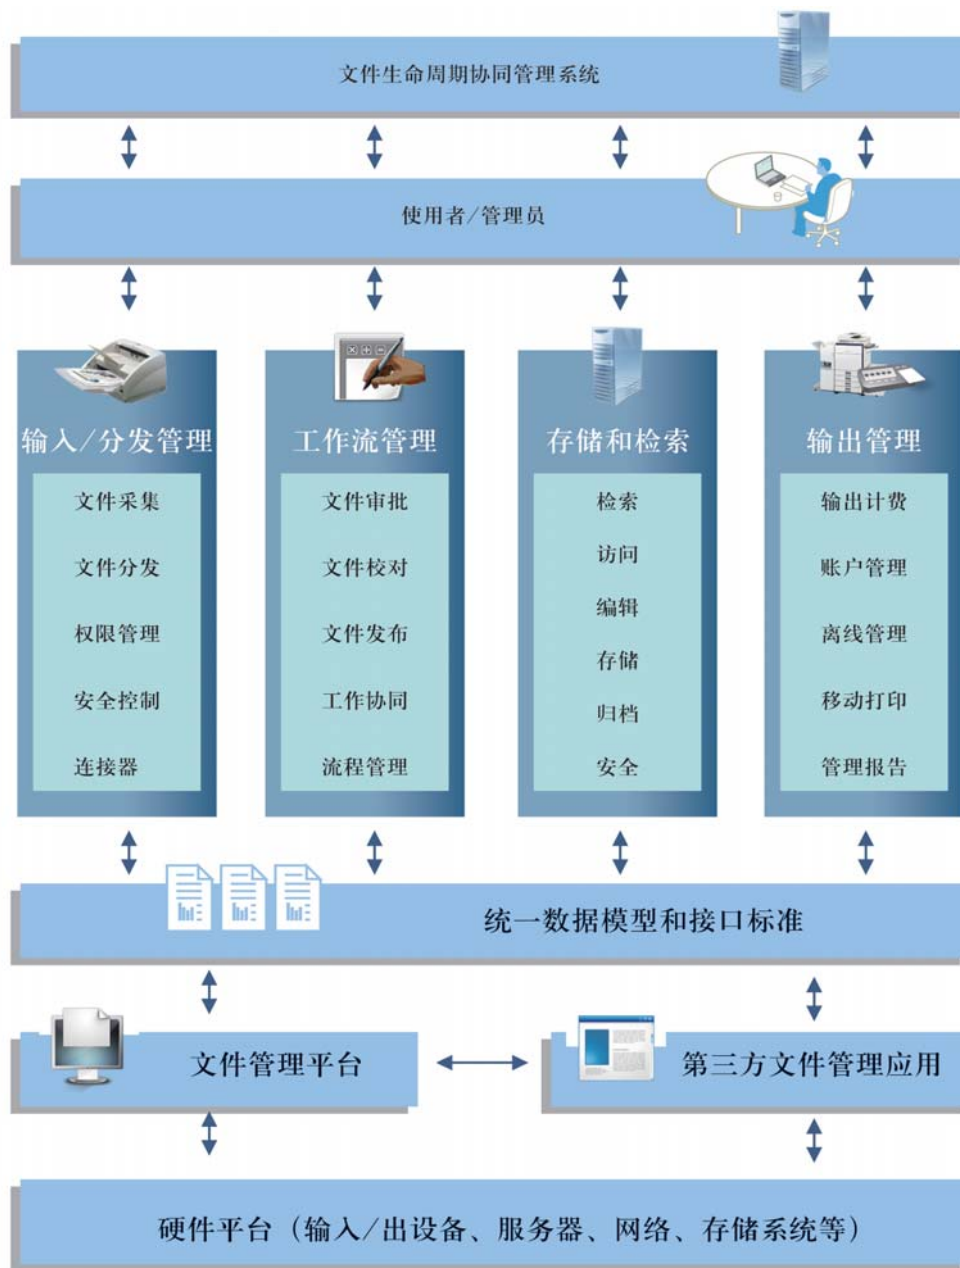 文件生命周期协同管理系统
使用者/管理员
输入/分发管理
文件采集
文件分发
权限管理
安全控制
连接器
工作流管理
文件审批
文件校对
文件发布
工作协同
流程管理
存储和检索
检索
访问
编辑
存储
归档
安全
输出管理
输出计费
账户管理
离线管理
移动打印
管理报告
统一数据模型和接口标准
文件管理平台
第三方文件管理应用
硬件平台（输入/出设备、服务器、网络、存储系统等）